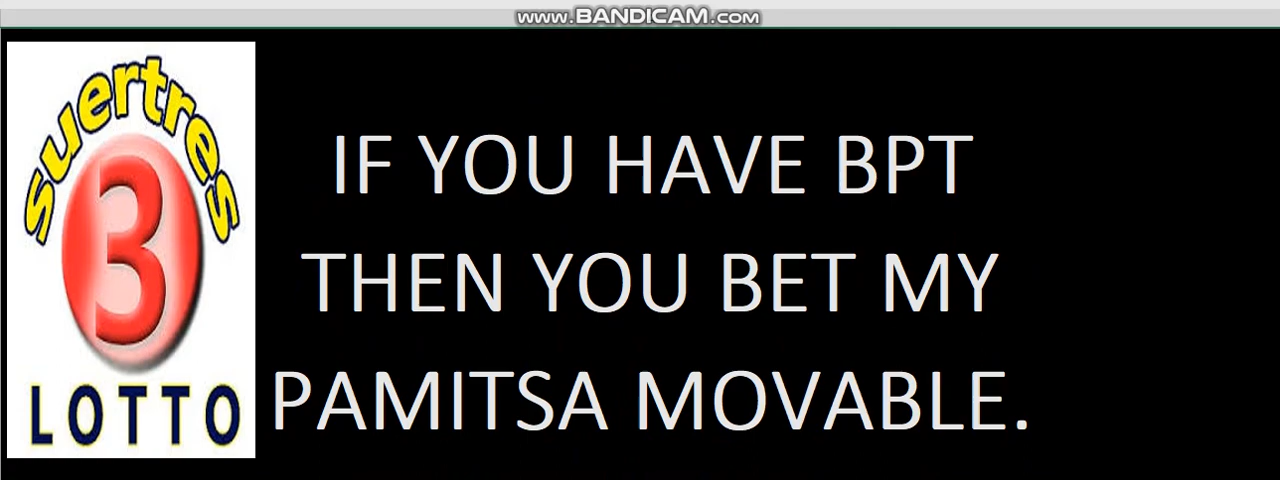 www.BANDICAM.com
suertres
3
LOTTO
IF YOU HAVE BPT
THEN YOU BET MY
PAMITSA MOVABLE.